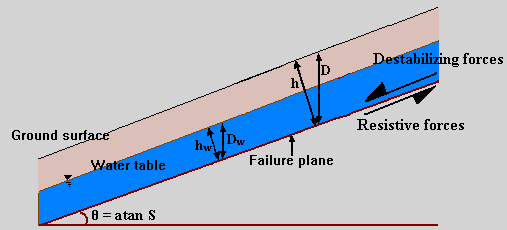 D
Destabilizing forces
h
Ground surface
Resistive forces
hw
Dw
Water table
Failure plane
θ = atan S